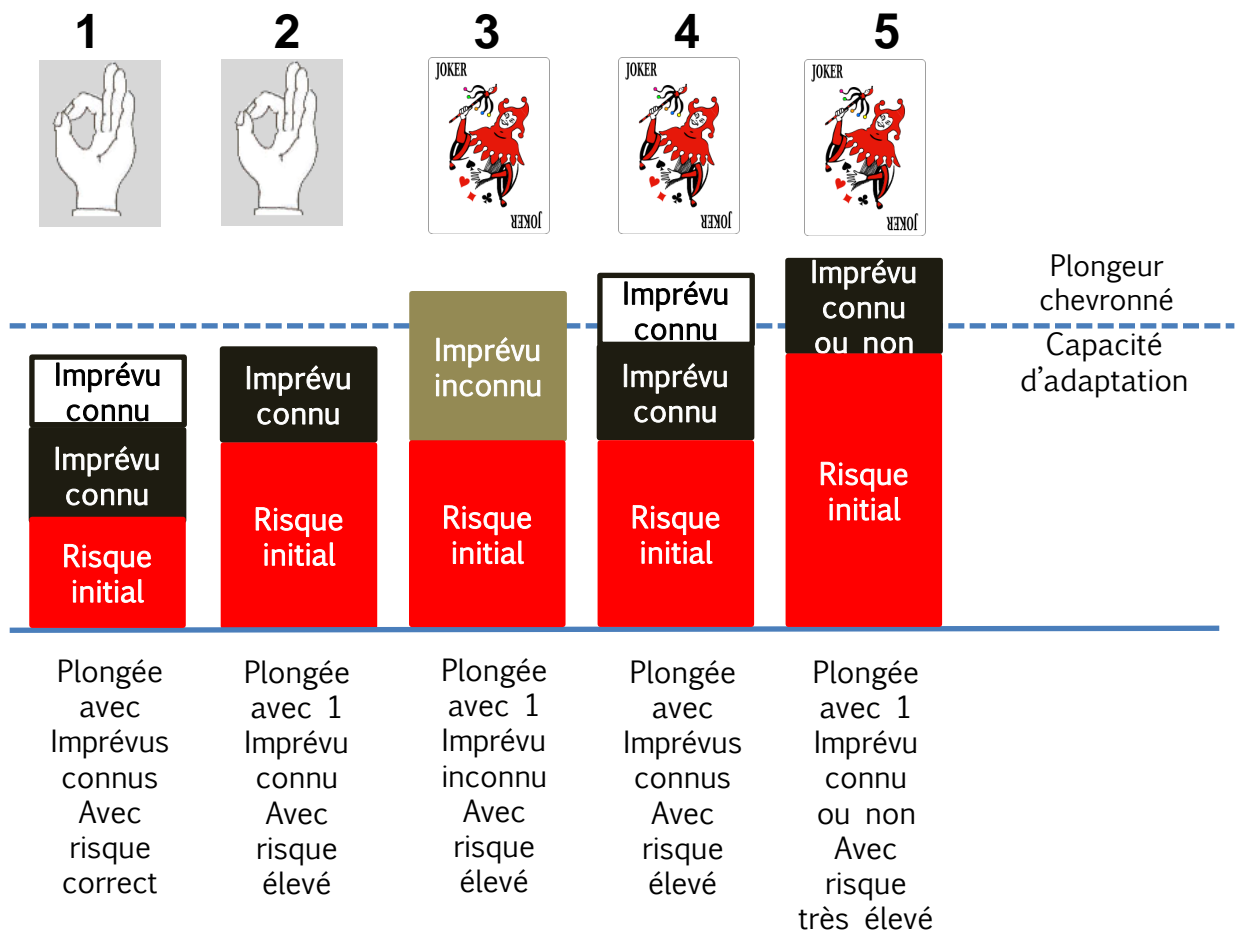 1
2
3
4
5
JOKER
JOKER
JOKER
JOKER
JOKER
JOKER
Imprévu
connu
Imprévu
connu
Risque
initial
Imprévu
connu
Risque
initial
Imprévu
inconnu
Risque
initial
Imprévu
connu
Imprévu
connu
Risque
initial
Imprévu
connu
ou non
Risque
initial
Plongeur
chevronné
Capacité
d'adaptation
Plongée
avec
Imprévus
connus
Avec
risque
correct
Plongée
avec 1
Imprévu
connu
Avec
risque
élevé
Plongée
avec 1
Imprévu
inconnu
Avec
risque
élevé
Plongée
avec
Imprévus
connus
Avec
risque
élevé
Plongée
avec 1
Imprévu
connu
ou non
Avec
risque
très élevé